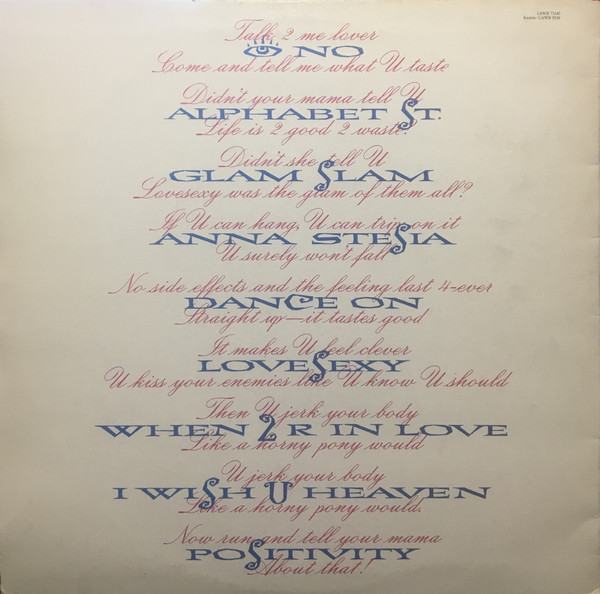 Talk 2 me lover
NO
Come and tell me what U taste
Didn't your mama tell U
ALPHABET ST.
Life is 2 good 2 waste?
Didn't she tell U
GLAM SLAM
Lovesexy was the glam of them all?
If U can hang, U can trip on it
ANNA STESIA
U surely won't fall
No side effects and the feeling last 4-ever
DANCE ON
Straight up—it tastes good
It makes U feel clever
LOVESEXY
U kiss your enemies like U know U should
Then U jerk your body
WHEN 2 R IN LOVE
Like a horny pony would
U jerk your body
I WISH U HEAVEN
Like a horny pony would.
Now run and tell your mama
POSITIVITY
About that!